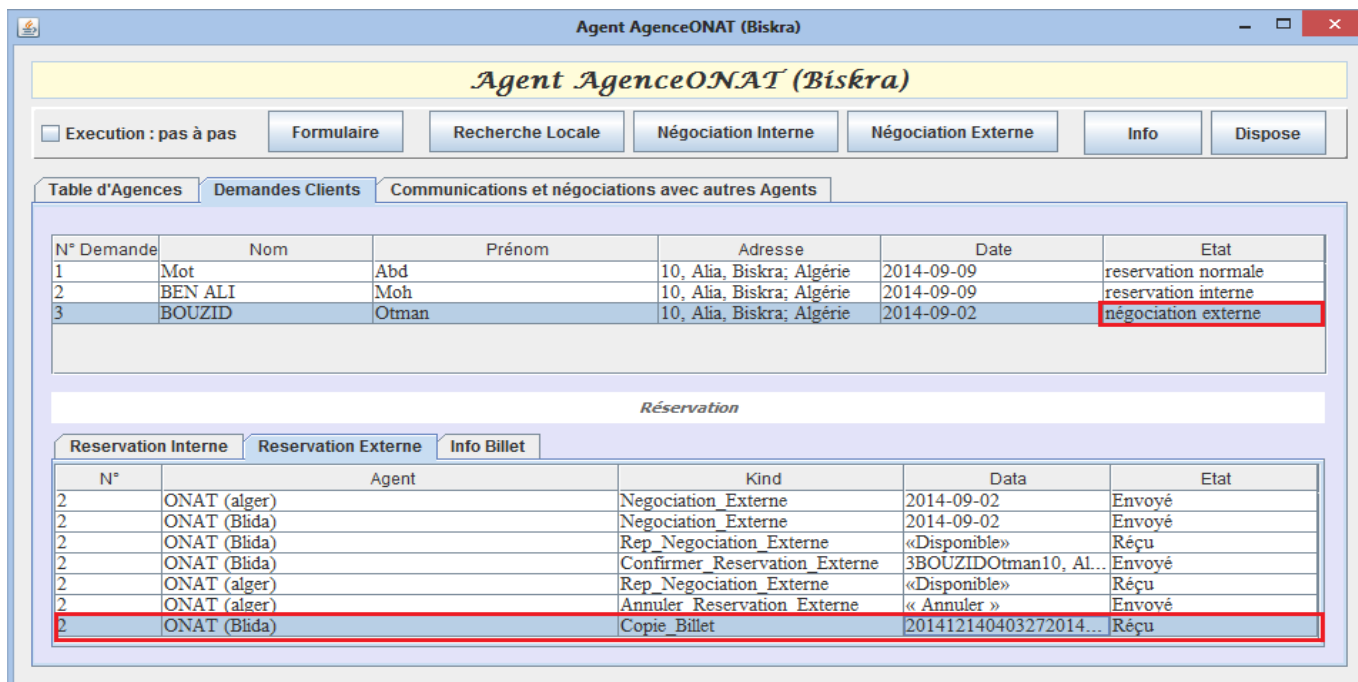 Agent AgenceONAT (Biskra)
Agent AgenceONAT (Biskra)
Execution : pas à pas Formulaire Recherche Locale Négociation Interne Négociation Externe Info Dispose
Table d'Agences Demandes Clients Communications et négociations avec autres Agents
N° Demande Nom Prénom Adresse Date Etat
1 Mot Abd 10, Alia, Biskra; Algérie 2014-09-09 reservation normale
2 BEN ALI Moh 10, Alia, Biskra; Algérie 2014-09-09 reservation interne
3 BOUZID Otman 10, Alia, Biskra; Algérie 2014-09-02 négociation externe
Réservation
Reservation Interne Reservation Externe Info Billet
N° Agent Kind Data Etat
2 ONAT (alger) Negociation_Externe 2014-09-02 Envoyé
2 ONAT (Blida) Negociation_Externe 2014-09-02 Envoyé
2 ONAT (Blida) Rep_Negociation_Externe «Disponible» Réçu
2 ONAT (Blida) Confirmer_Reservation_Externe 3BOUZIDOtman10, Al... Envoyé
2 ONAT (alger) Rep_Negociation_Externe «Disponible» Réçu
2 ONAT (alger) Annuler_Reservation_Externe « Annuler » Envoyé
2 ONAT (Blida) Copie_Billet 201412140403272014... Réçu